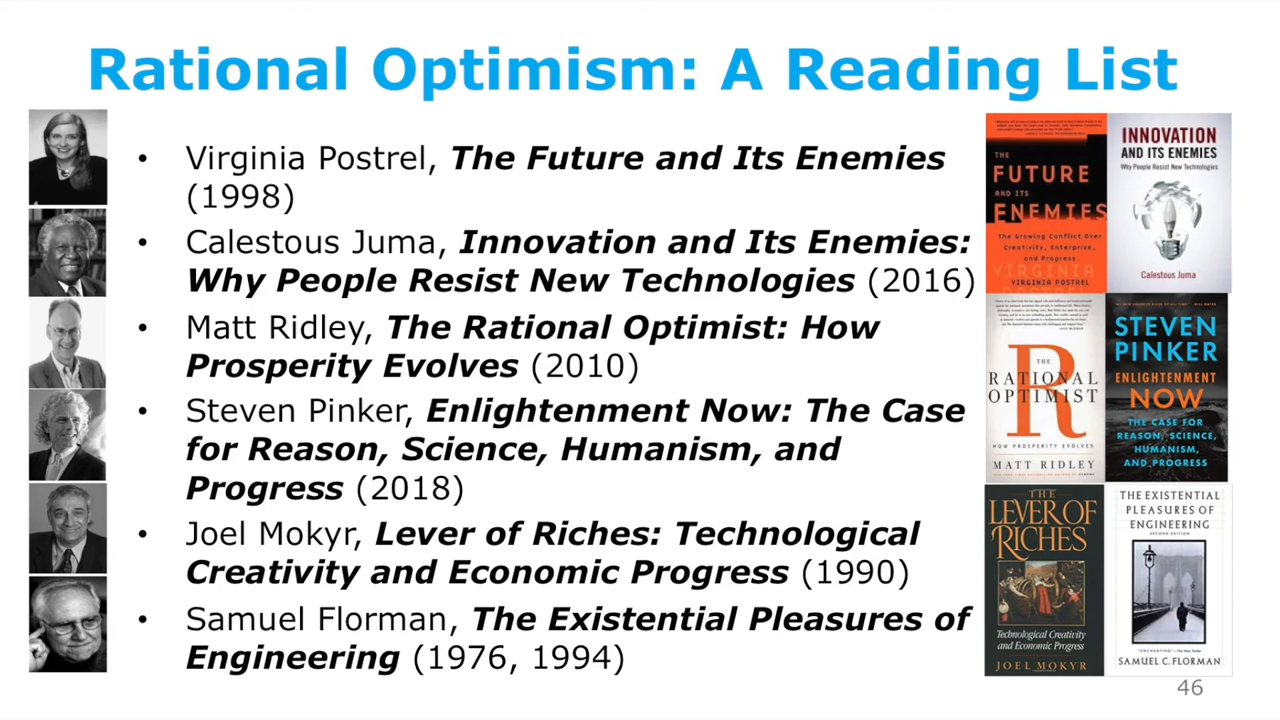 Rational Optimism: A Reading List
• Virginia Postrel, The Future and Its Enemies
(1998)
• Calestous Juma, Innovation and Its Enemies:
Why People Resist New Technologies (2016)
• Matt Ridley, The Rational Optimist: How
Prosperity Evolves (2010)
• Steven Pinker, Enlightenment Now: The Case
for Reason, Science, Humanism, and
Progress (2018)
• Joel Mokyr, Lever of Riches: Technological
Creativity and Economic Progress (1990)
• Samuel Florman, The Existential Pleasures of
Engineering (1976, 1994)
THE
FUTURE
AND ITS
ENEMIES
The Growing Conflict Over
Creativity, Enterprise,
and Progress
VIRGINIA
VIRGINIA POSTREL
INNOVATION
AND ITS ENEMIES
Why People Resist New Technologies
Calestous Juma
THE
RATIONAL
OPTIMIST
R
HOW PROSPERITY EVOLVES
MATT RIDLEY
STEVEN
PINKER
ENLIGHTENMENT
NOW
THE CASE FOR
REASON, SCIENCE,
HUMANISM,
AND PROGRESS
THE
LEVER OF
RICHES
Technological Creativity
and Economic Progress
JOEL MOKYR
THE EXISTENTIAL
PLEASURES OF
ENGINEERING
SECOND EDITION
SAMUEL C. FLORMAN
46